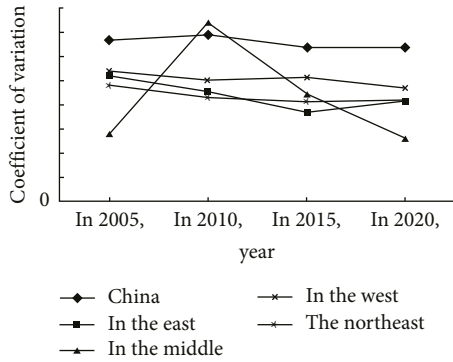 Coefficient of variation
0
In 2005, In 2010, In 2015, In 2020,
year
China
In the east
In the middle
In the west
The northeast